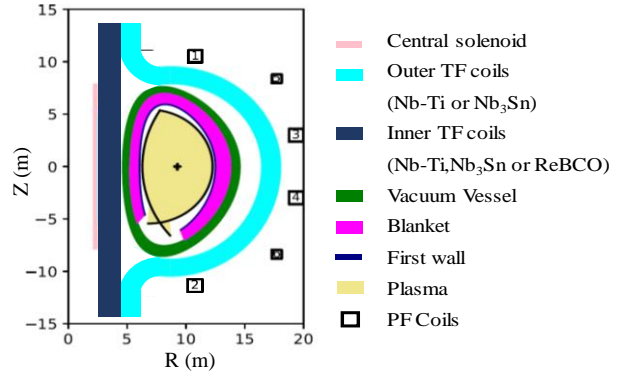 15
10
5
0
−5
−10
−15
Z (m)
0
5
10
15
20
R (m)
1
3
4
2
Central solenoid
Outer TF coils
(Nb-Ti or Nb₃Sn)
Inner TF coils
(Nb-Ti,Nb₃Sn or ReBCO)
Vacuum Vessel
Blanket
First wall
Plasma
PF Coils